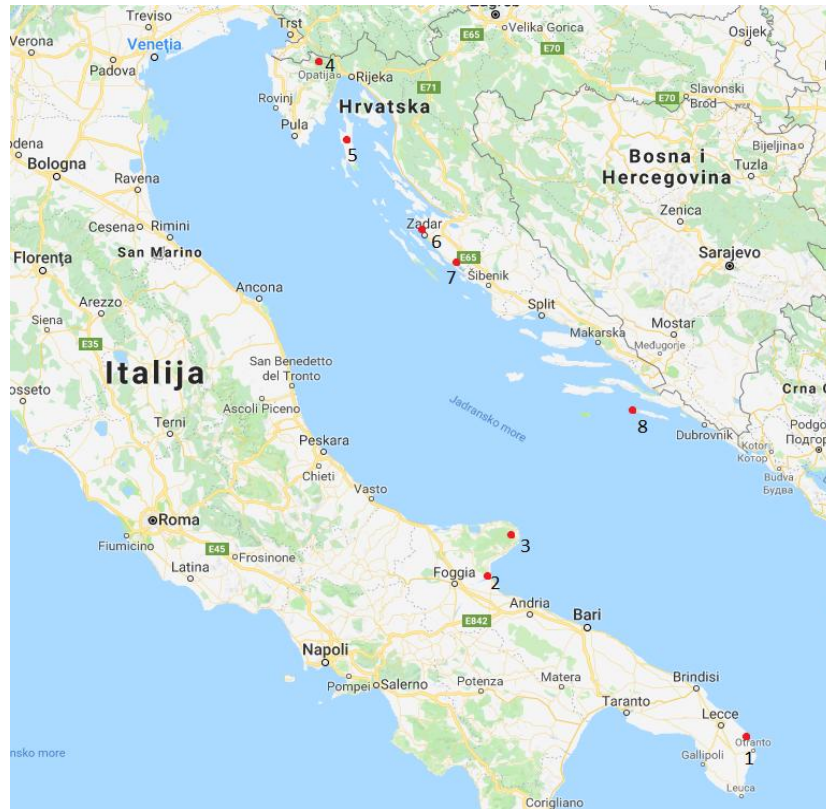 Treviso
Trst
Zagreb
Velika Gorica
Osijek
Verona
Venetia
Padova
4
Opatija
Rijeka
E65
E70
E71
E70
Slavonski
Brod
Rovinj
Hrvatska
Pula
5
Bosna i
Hercegovina
Bijeljina
Tuzla
Bologna
Ravena
Zenica
Cesena
Rimini
Zadar
6
San Marino
Florenţa
E65
7
Sarajevo
Šibenik
Ancona
Arezzo
Siena
Split
Mostar
Makarska
Međugorje
E35
Italija
San Benedetto
del Tronto
Crna
Ascoli Piceno
Jadransko more
8
Terni
Dubrovnik
Kotor
Котор
Peskara
Chieti
Budva
Будва
Vasto
Roma
3
Fiumicino
E45
Frosinone
Latina
Foggia
2
Andria
E842
Bari
Napoli
Pompei
Salerno
Potenza
Matera
Brindisi
Taranto
Lecce
Otranto
1
Gallipoli
Leuca
more
Corigliano